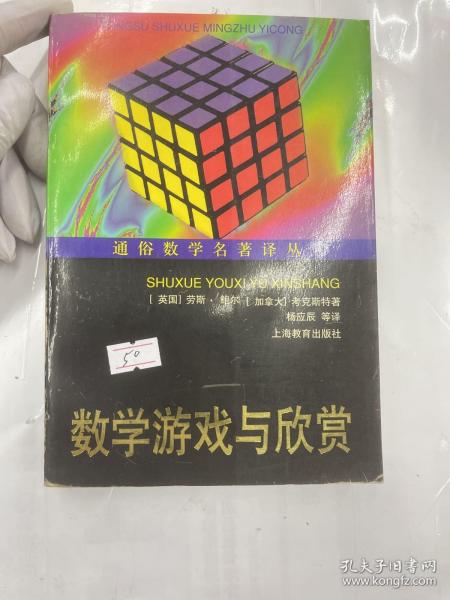 TONGSU SHUXUE MINGZHU YICONG
通俗数学名著译丛
SHUXUE YOUXI YU XINSHANG
[英国]劳斯·鲍尔 [加拿大]考克斯特著
杨应辰 等译
上海教育出版社
50
数学游戏与欣赏
孔夫子旧书网
www.kongfz.com